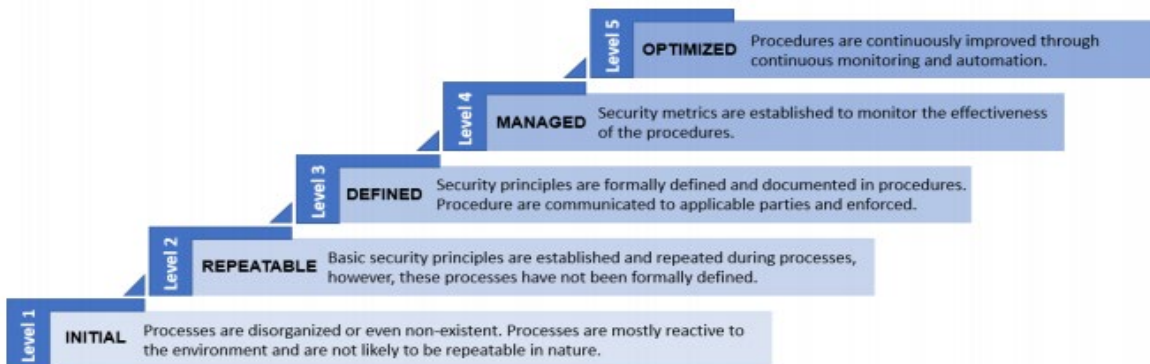 Level 5
OPTIMIZED
Procedures are continuously improved through
continuous monitoring and automation.
Level 4
MANAGED
Security metrics are established to monitor the effectiveness
of the procedures.
Level 3
DEFINED
Security principles are formally defined and documented in procedures.
Procedure are communicated to applicable parties and enforced.
Level 2
REPEATABLE
Basic security principles are established and repeated during processes,
however, these processes have not been formally defined.
Level 1
INITIAL
Processes are disorganized or even non-existent. Processes are mostly reactive to
the environment and are not likely to be repeatable in nature.